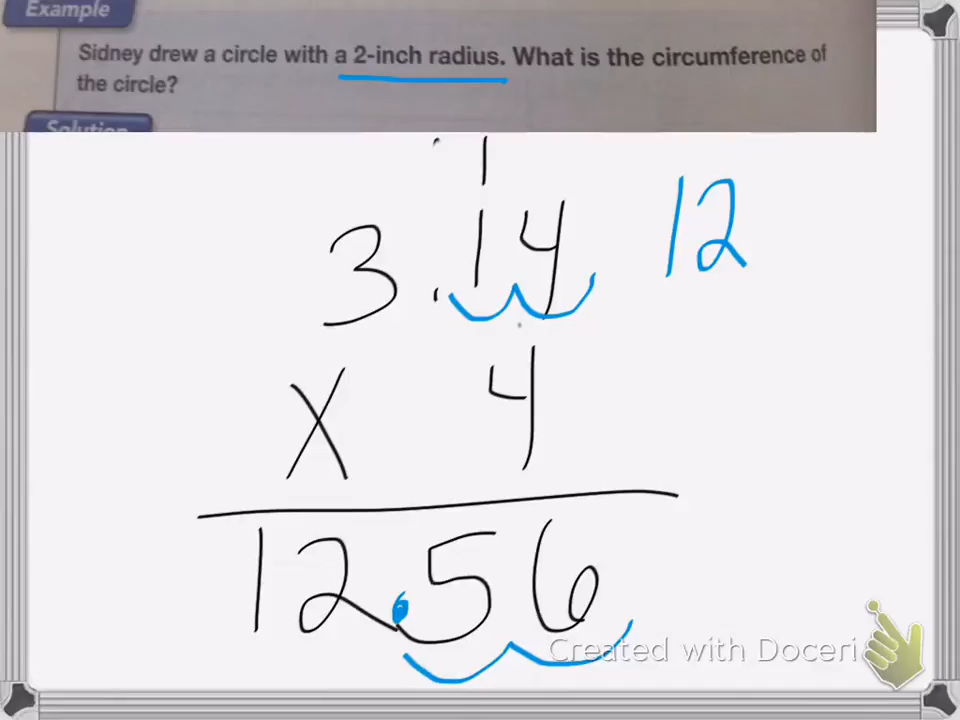 Example
Sidney drew a circle with a 2-inch radius. What is the circumference of
the circle?
Solution
1
3.14 12
X 4
12.56
Created with Doceri